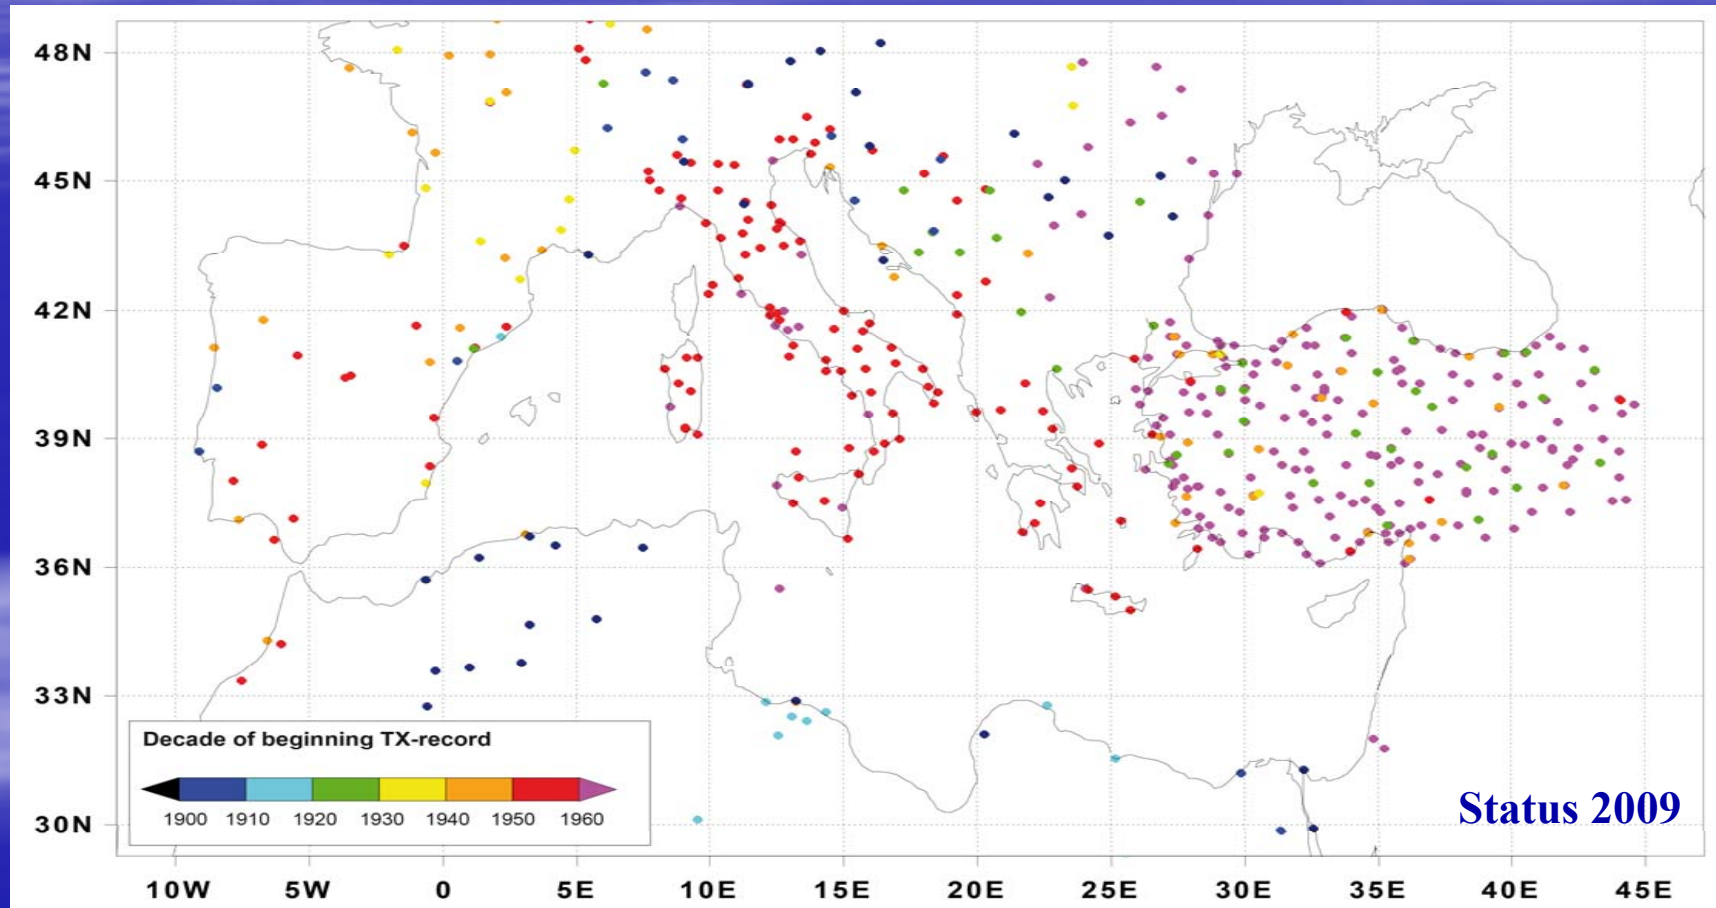 48N
45N
42N
39N
36N
33N
30N
Decade of beginning TX-record
1900 1910 1920 1930 1940 1950 1960
Status 2009
10W 5W 0 5E 10E 15E 20E 25E 30E 35E 40E 45E